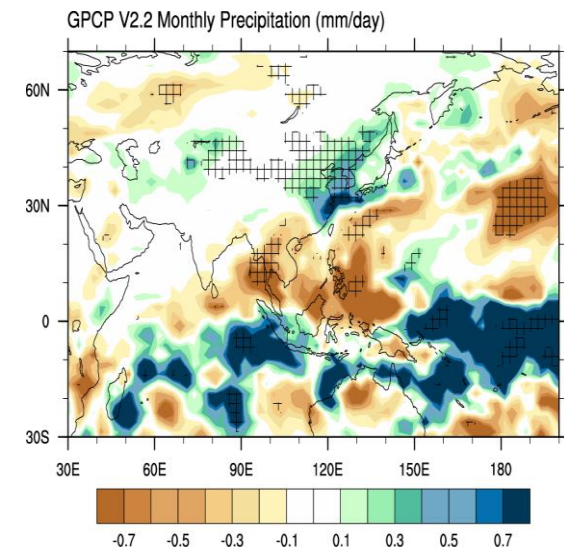 GPCP V2.2 Monthly Precipitation (mm/day)
60N
30N
0
30S
30E 60E 90E 120E 150E 180
-0.7 -0.5 -0.3 -0.1 0.1 0.3 0.5 0.7